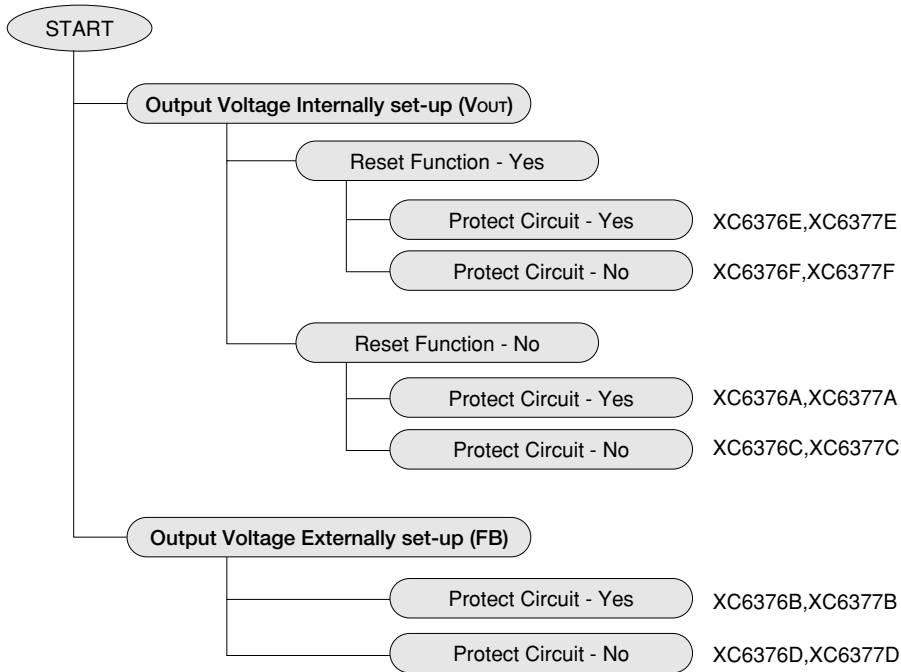 START
Output Voltage Internally set-up (VOUT)
Reset Function - Yes
Protect Circuit - Yes XC6376E,XC6377E
Protect Circuit - No XC6376F,XC6377F
Reset Function - No
Protect Circuit - Yes XC6376A,XC6377A
Protect Circuit - No XC6376C,XC6377C
Output Voltage Externally set-up (FB)
Protect Circuit - Yes XC6376B,XC6377B
Protect Circuit - No XC6376D,XC6377D